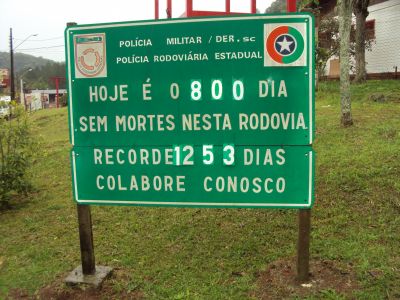 POLÍCIA MILITAR / DER.SC
POLÍCIA RODOVIÁRIA ESTADUAL
HOJE É O 800 DIA
SEM MORTES NESTA RODOVIA
RECORDE 1253 DIAS
COLABORE CONOSCO